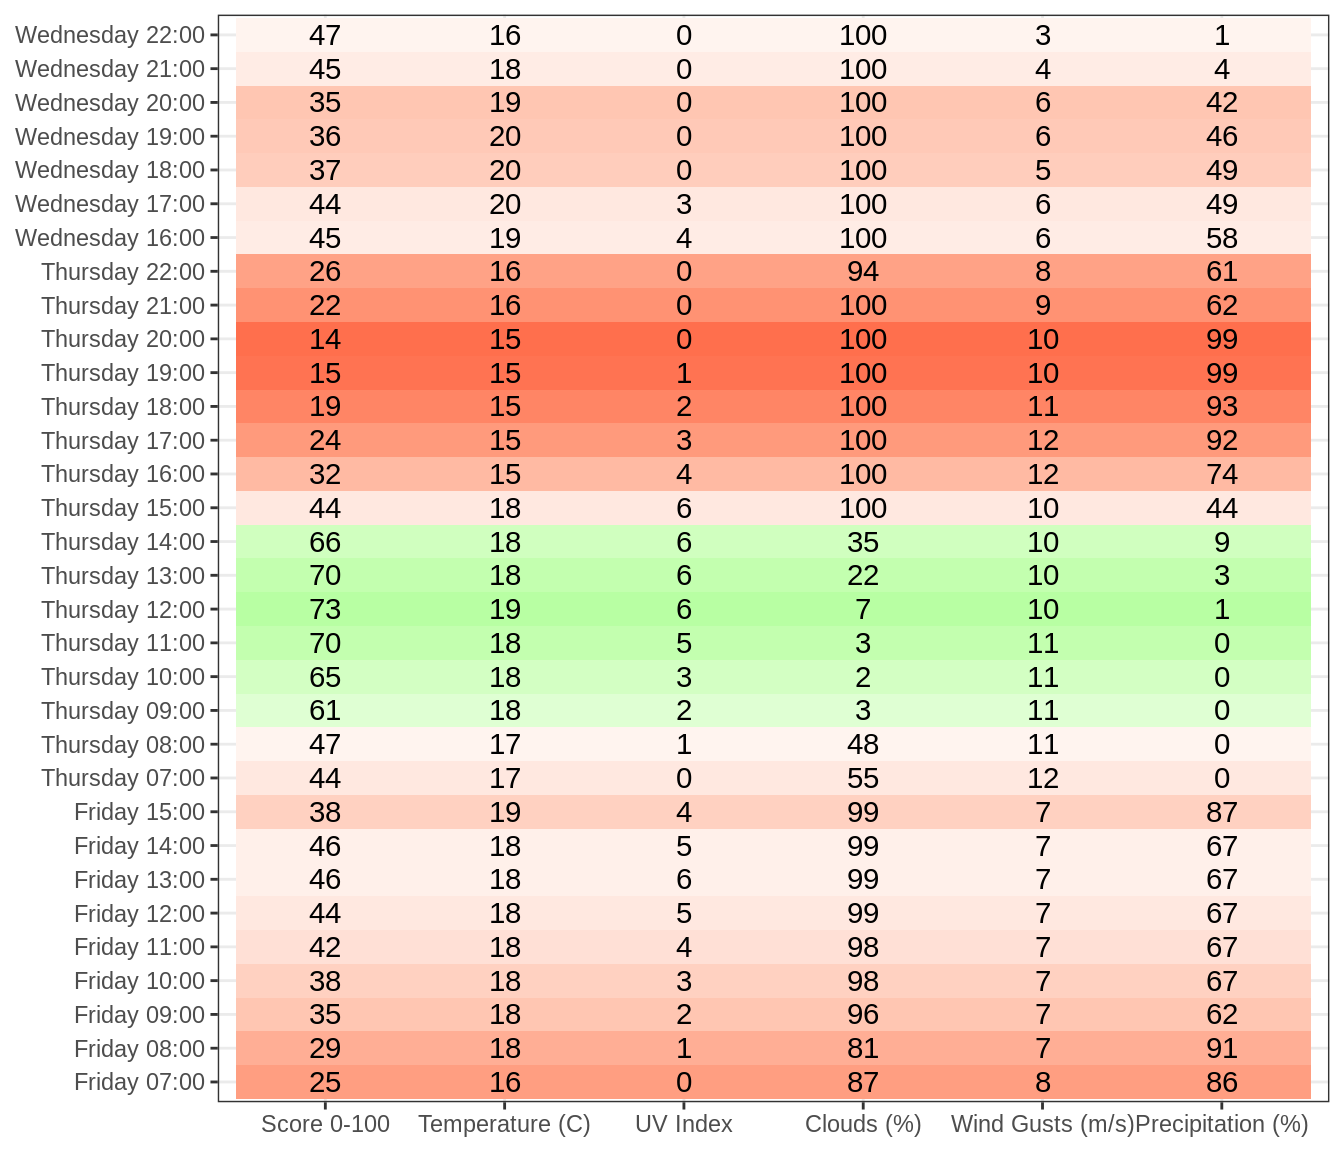 Wednesday 22:00 47 16 0 100 3 1
Wednesday 21:00 45 18 0 100 4 4
Wednesday 20:00 35 19 0 100 6 42
Wednesday 19:00 36 20 0 100 6 46
Wednesday 18:00 37 20 0 100 5 49
Wednesday 17:00 44 20 3 100 6 49
Wednesday 16:00 45 19 4 100 6 58
Thursday 22:00 26 16 0 94 8 61
Thursday 21:00 22 16 0 100 9 62
Thursday 20:00 14 15 0 100 10 99
Thursday 19:00 15 15 1 100 10 99
Thursday 18:00 19 15 2 100 11 93
Thursday 17:00 24 15 3 100 12 92
Thursday 16:00 32 15 4 100 12 74
Thursday 15:00 44 18 6 100 10 44
Thursday 14:00 66 18 6 35 10 9
Thursday 13:00 70 18 6 22 10 3
Thursday 12:00 73 19 6 7 10 1
Thursday 11:00 70 18 5 3 11 0
Thursday 10:00 65 18 3 2 11 0
Thursday 09:00 61 18 2 3 11 0
Thursday 08:00 47 17 1 48 11 0
Thursday 07:00 44 17 0 55 12 0
Friday 15:00 38 19 4 99 7 87
Friday 14:00 46 18 5 99 7 67
Friday 13:00 46 18 6 99 7 67
Friday 12:00 44 18 5 99 7 67
Friday 11:00 42 18 4 98 7 67
Friday 10:00 38 18 3 98 7 67
Friday 09:00 35 18 2 96 7 62
Friday 08:00 29 18 1 81 7 91
Friday 07:00 25 16 0 87 8 86
Score 0-100 Temperature (C) UV Index Clouds (%) Wind Gusts (m/s) Precipitation (%)